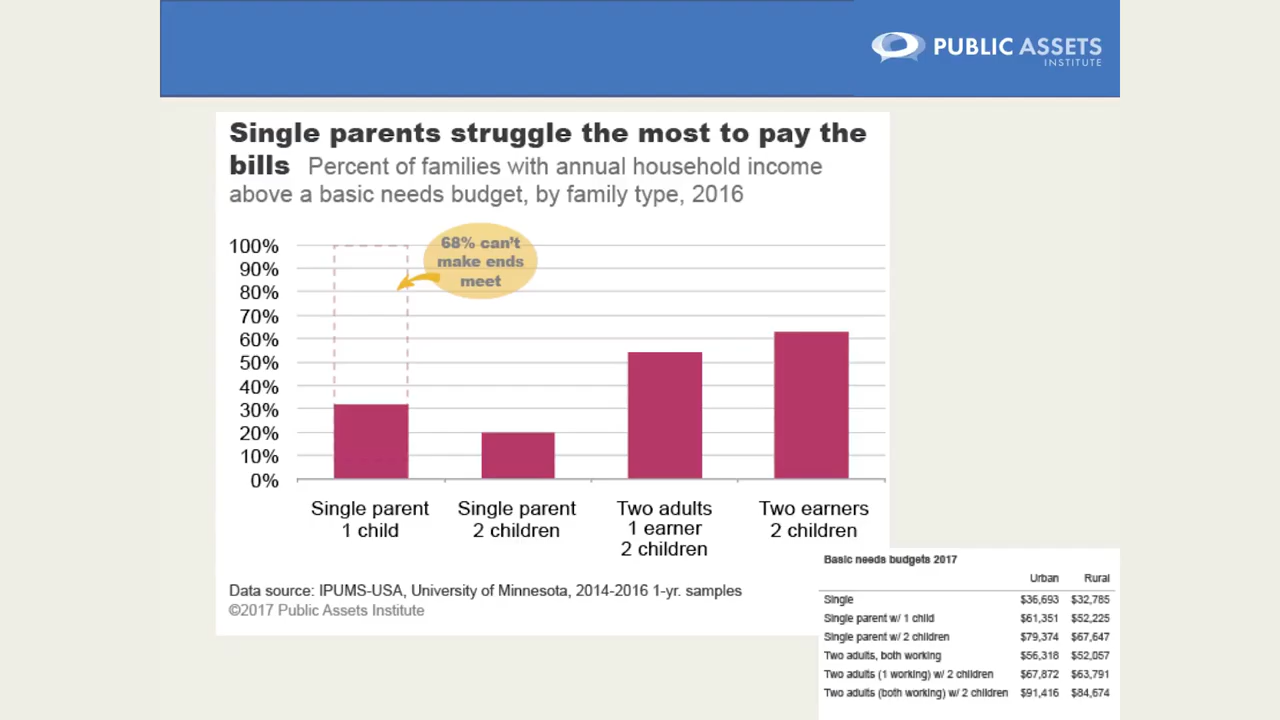 PUBLIC ASSETS
INSTITUTE
Single parents struggle the most to pay the
bills Percent of families with annual household income
above a basic needs budget, by family type, 2016
68% can't
make ends
meet
100%
90%
80%
70%
60%
50%
40%
30%
20%
10%
0%
Single parent
1 child
Single parent
2 children
Two adults
1 earner
2 children
Two earners
2 children
Data source: IPUMS-USA, University of Minnesota, 2014-2016 1-yr. samples
©2017 Public Assets Institute
Basic needs budgets 2017
Urban Rural
Single $36,693 $32,785
Single parent w/ 1 child $61,351 $52,225
Single parent w/ 2 children $79,374 $67,647
Two adults, both working $56,318 $52,057
Two adults (1 working) w/ 2 children $67,872 $63,791
Two adults (both working) w/ 2 children $91,416 $84,674